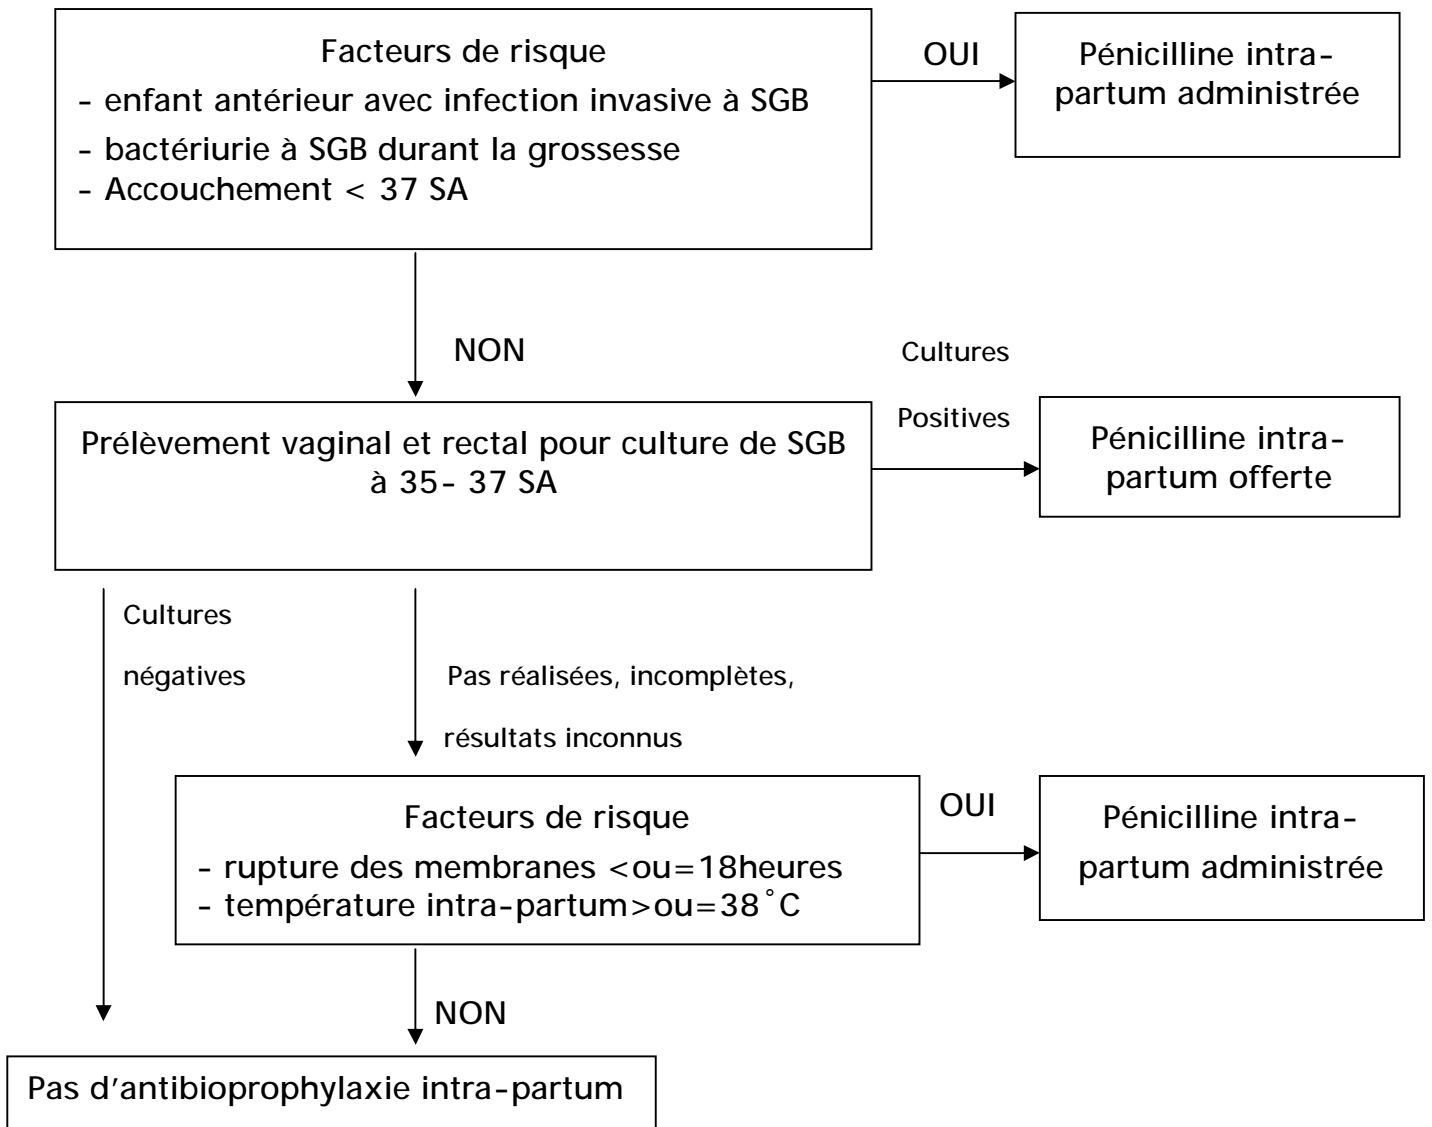 Facteurs de risque
- enfant antérieur avec infection invasive à SGB
- bactériurie à SGB durant la grossesse
- Accouchement < 37 SA
OUI
Pénicilline intra-
partum administrée
NON
Cultures
Positives
Prélèvement vaginal et rectal pour culture de SGB
à 35- 37 SA
Pénicilline intra-
partum offerte
Cultures
négatives
Pas réalisées, incomplètes,
résultats inconnus
Facteurs de risque
- rupture des membranes <ou=18heures
- température intra-partum>ou=38˚C
OUI
Pénicilline intra-
partum administrée
NON
Pas d'antibioprophylaxie intra-partum